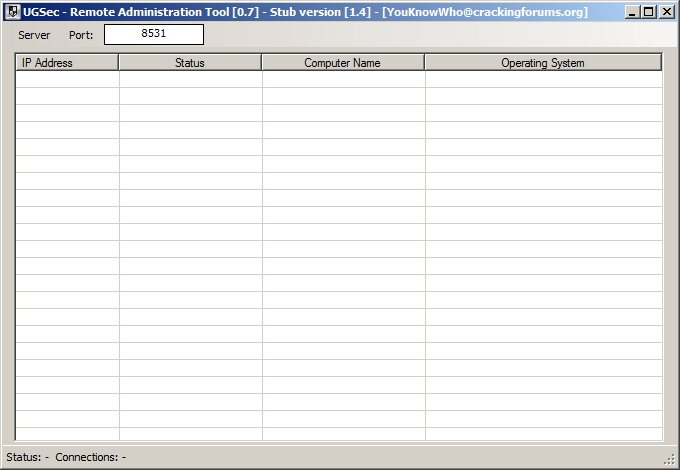 UGSec - Remote Administration Tool [0.7] - Stub version [1.4] - [YouKnowWho@crackingforums.org]
Server Port: 8531
IP Address Status Computer Name Operating System
Status: - Connections: -